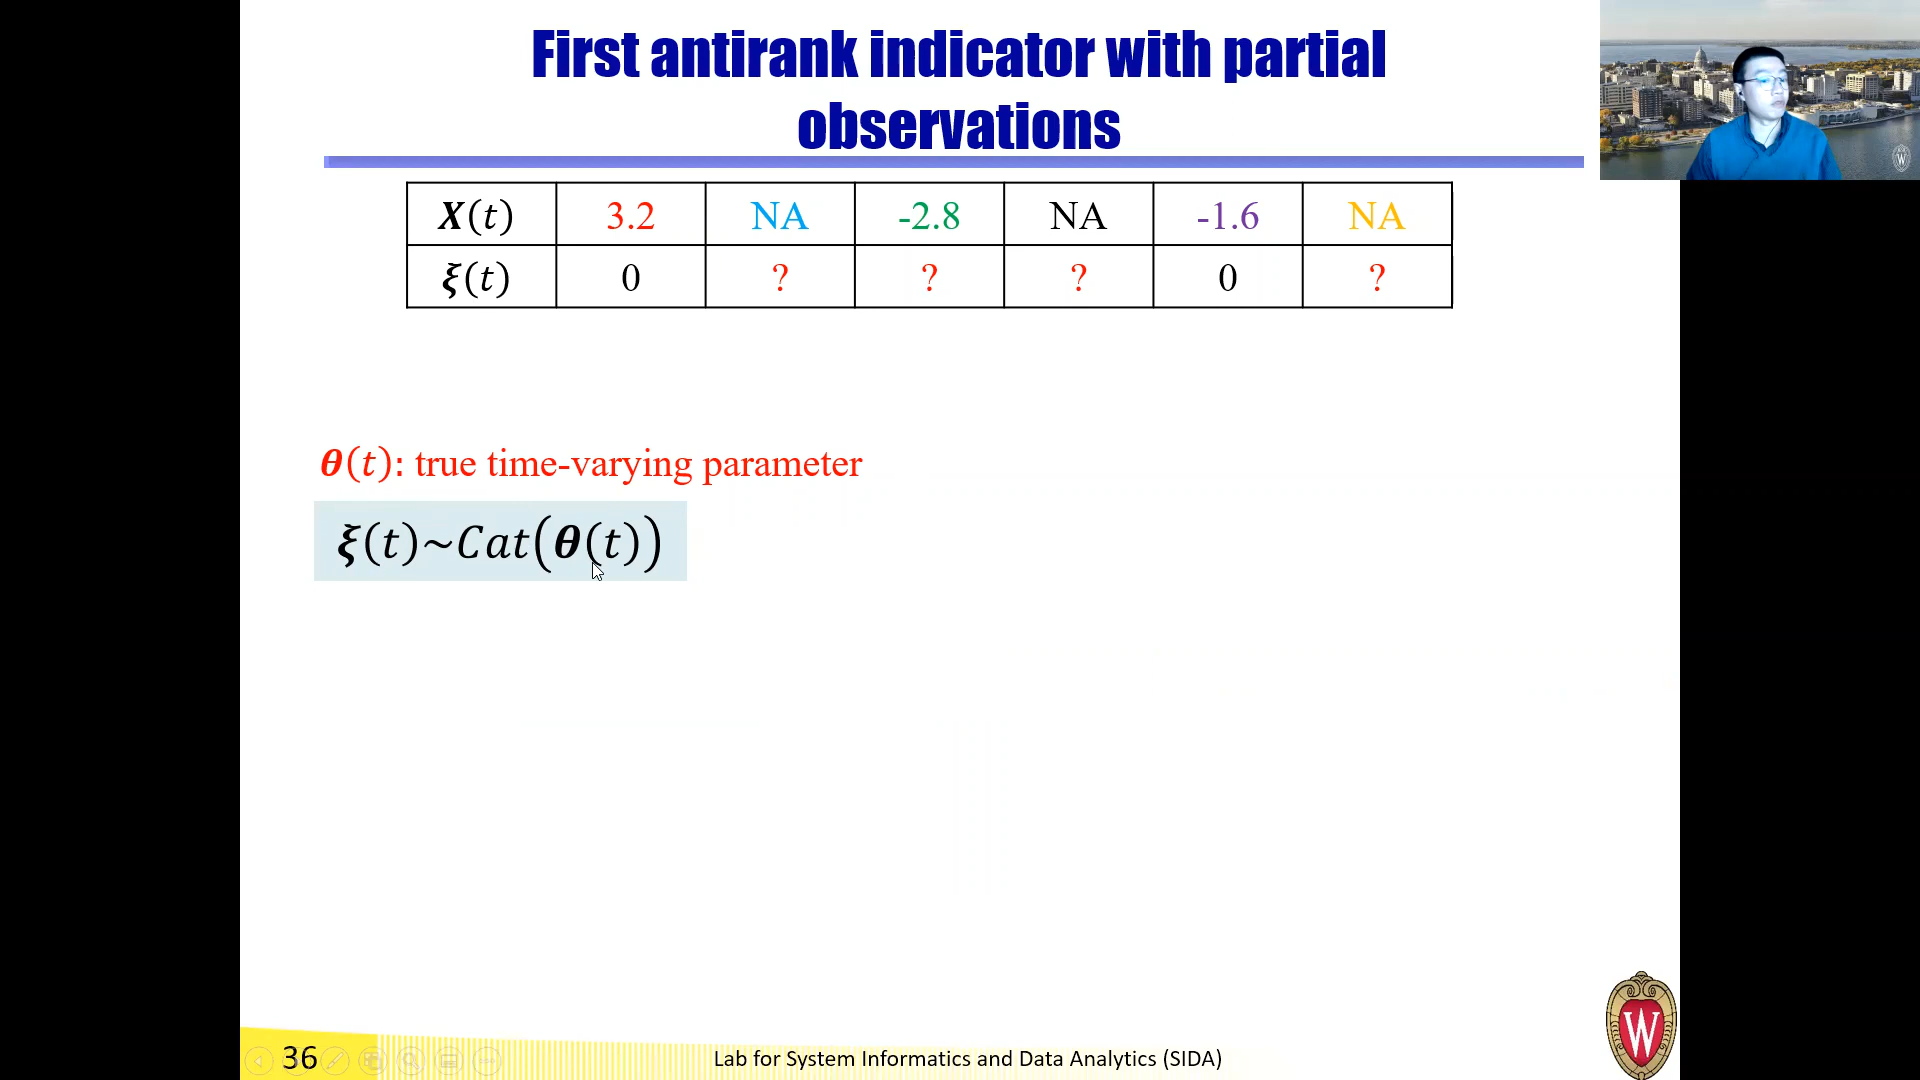 First antirank indicator with partial
observations
X(t) 3.2 NA -2.8 NA -1.6 NA
ξ(t) 0 ? ? ? 0 ?
θ(t): true time-varying parameter
ξ(t)~Cat(θ(t))
36
Lab for System Informatics and Data Analytics (SIDA)
W
W